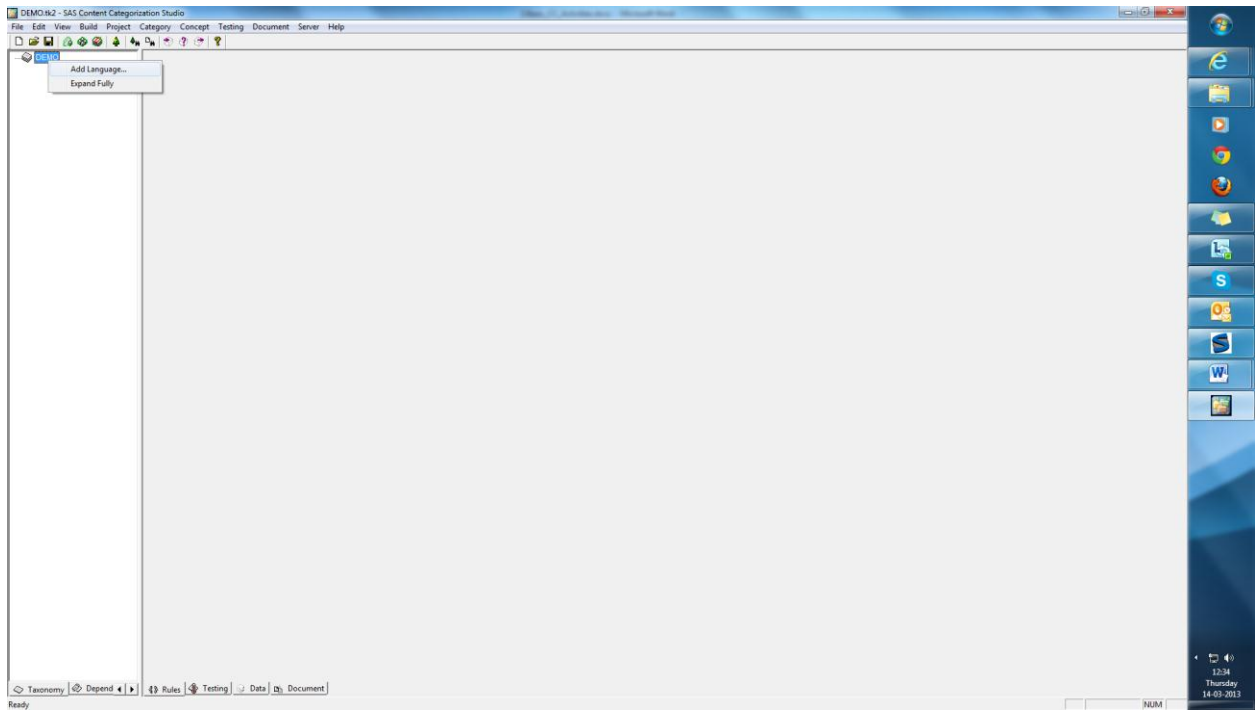 DEMO.tk2 - SAS Content Categorization Studio
File Edit View Build Project Category Concept Testing Document Server Help
DEMO
Add Language...
Expand Fully
Taxonomy Depend Rules Testing Data Document
Ready NUM
12:34
Thursday
14-03-2013